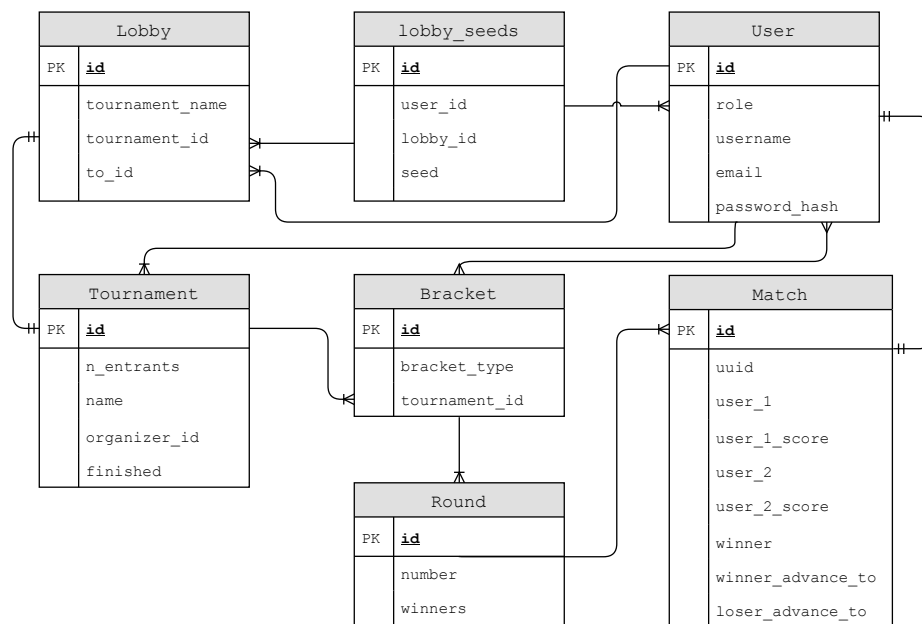 Lobby
PK id
tournament_name
tournament_id
to_id
lobby_seeds
PK id
user_id
lobby_id
seed
User
PK id
role
username
email
password_hash
Tournament
PK id
n_entrants
name
organizer_id
finished
Bracket
PK id
bracket_type
tournament_id
Match
PK id
uuid
user_1
user_1_score
user_2
user_2_score
winner
winner_advance_to
loser_advance_to
Round
PK id
number
winners